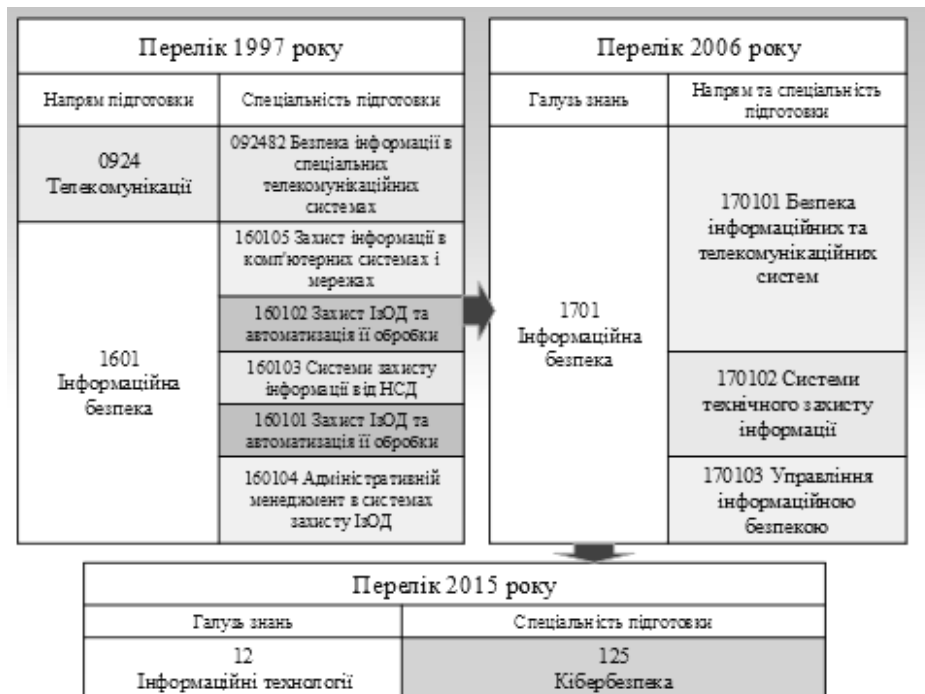 Перелік 1997 року
Напрям підготовки
Спеціальність підготовки
0924
Телекомунікації
092482 Безпека інформації в
спеціальних
телекомунікаційних
системах
1601
Інформаційна
безпека
160105 Захист інформації в
комп'ютерних системах і
мережах
160102 Захист ІзОД та
автоматизація її обробки
160103 Системи захисту
інформації від НСД
160101 Захист ІзОД та
автоматизація її обробки
160104 Адміністративній
менеджмент в системах
захисту ІзОД
Перелік 2006 року
Галузь знань
Напрям та спеціальність
підготовки
1701
Інформаційна
безпека
170101 Безпека
інформаційних та
телекомунікаційних
систем
170102 Системи
технічного захисту
інформації
170103 Управління
інформаційною
безпекою
Перелік 2015 року
Галузь знань
Спеціальність підготовки
12
Інформаційні технології
125
Кібербезпека